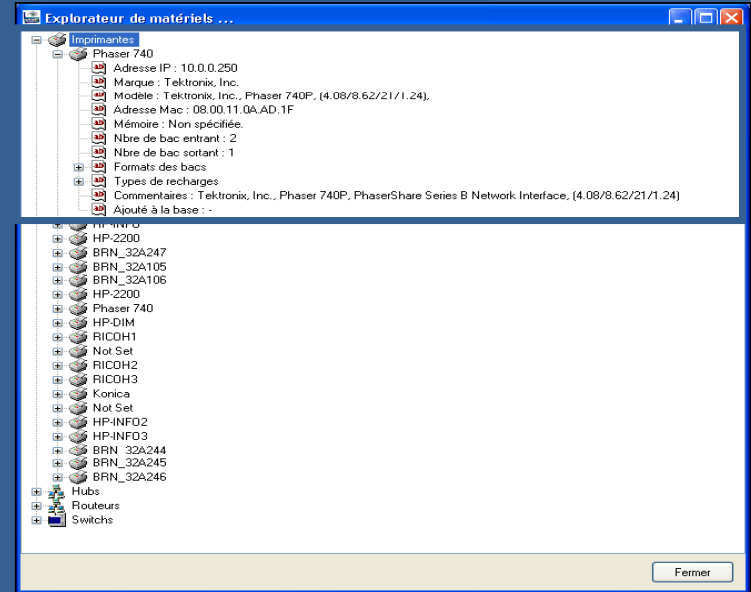 Explorateur de matériels ...
Imprimantes
Phaser 740
Adresse IP : 10.0.0.250
Marque : Tektronix, Inc.
Modèle : Tektronix, Inc., Phaser 740P, (4.08/8.62/21/1.24),
Adresse Mac : 08.00.11.0A.AD.1F
Mémoire : Non spécifiée.
Nbre de bac entrant : 2
Nbre de bac sortant : 1
Formats des bacs
Types de recharges
Commentaires : Tektronix, Inc., Phaser 740P, PhaserShare Series B Network Interface, (4.08/8.62/21/1.24)
Ajouté à la base : -
HP-INFO
HP-2200
BRN_32A247
BRN_32A105
BRN_32A106
HP-2200
Phaser 740
HP-DIM
RICOH1
Not Set
RICOH2
RICOH3
Konica
Not Set
HP-INFO2
HP-INFO3
BRN_32A244
BRN_32A245
BRN_32A246
Hubs
Routeurs
Switchs
Fermer